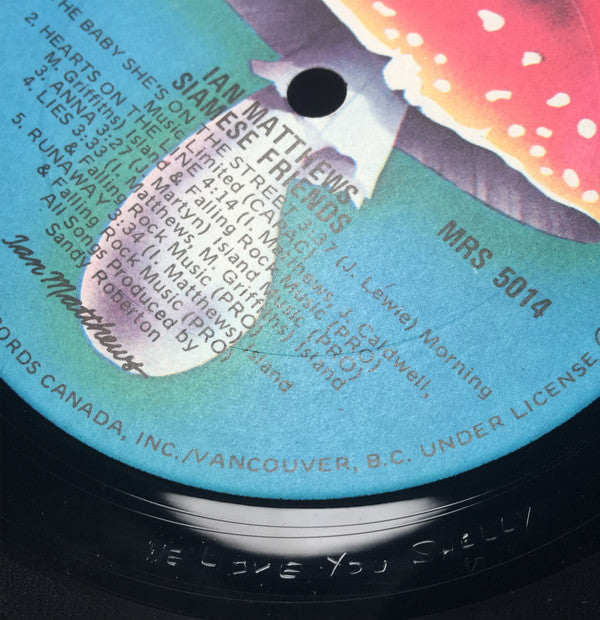 IAN MATTHEWS
SIAMESE FRIENDS
MRS 5014
THE BABY SHE'S ON THE STREET 3:37 (J. Lewie) Morning
Music Limited (CAPAC)
2. HEARTS ON THE LINE 4:14 (I. Matthews, J. Caldwell,
M. Griffiths) Island & Falling Rock Music (PRO)
3. ANNA 3:27 (J. Martyn) Island Music (PRO)
4. LIES 3:33 (I. Matthews, M. Griffiths) Island
& Falling Rock Music (PRO)
5. RUNAWAY 3:34 (I. Matthews) Island
& Falling Rock Music (PRO)
All Songs Produced by
Sandy Roberton
Ian Matthews
CANADA, INC./VANCOUVER, B.C. UNDER LICENSE
WE LOVE YOU SHELLY